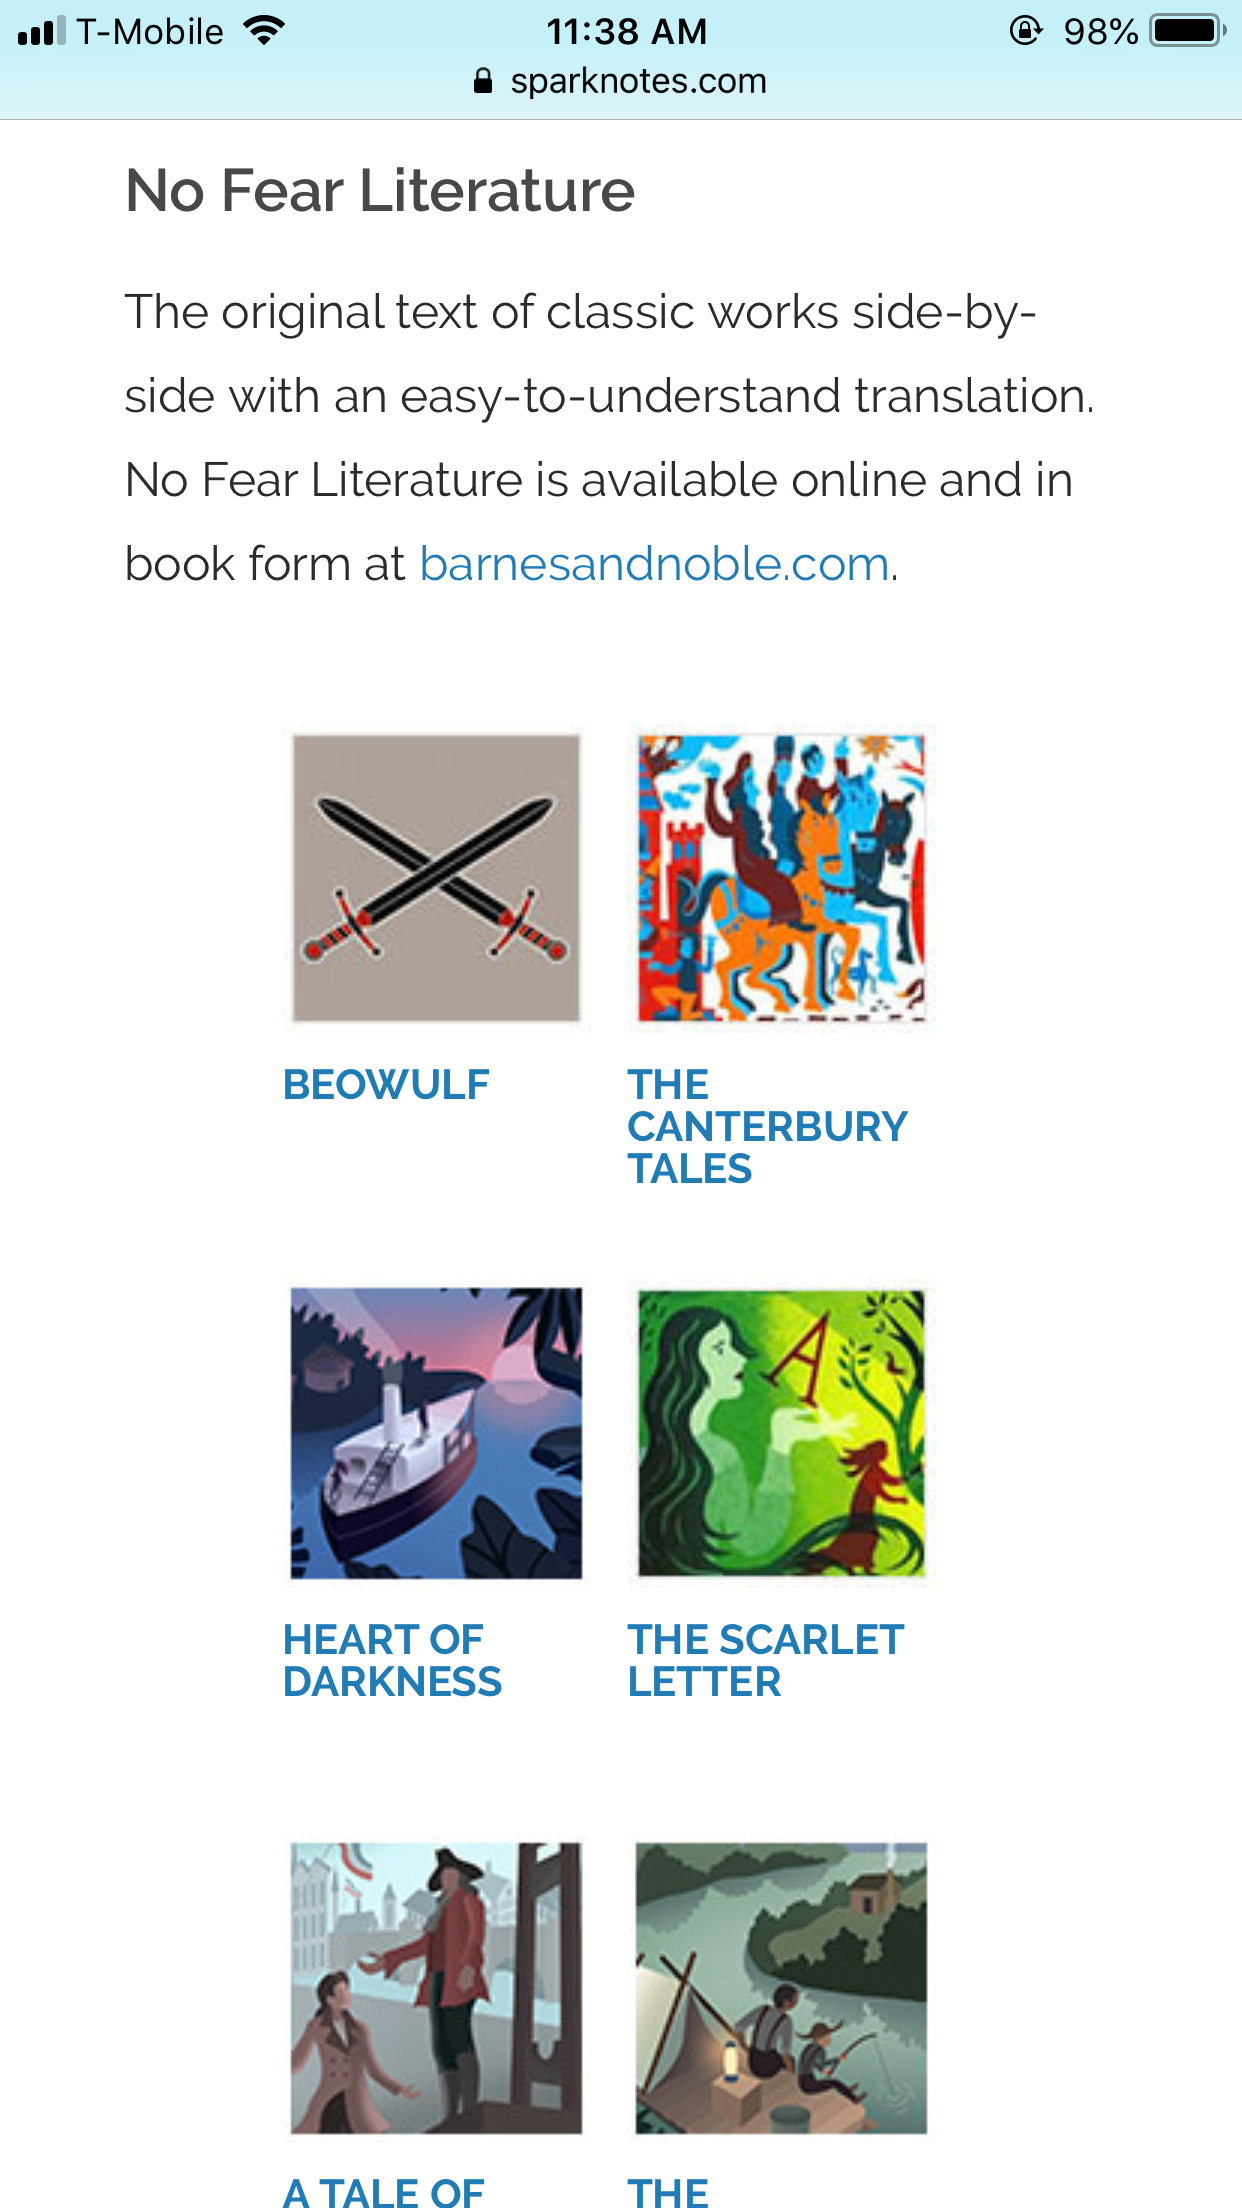 T-Mobile 11:38 AM 98%
sparknotes.com
No Fear Literature
The original text of classic works side-by-
side with an easy-to-understand translation.
No Fear Literature is available online and in
book form at barnesandnoble.com.
BEOWULF
THE
CANTERBURY
TALES
A
HEART OF
DARKNESS
THE SCARLET
LETTER
A TALE OF
THE